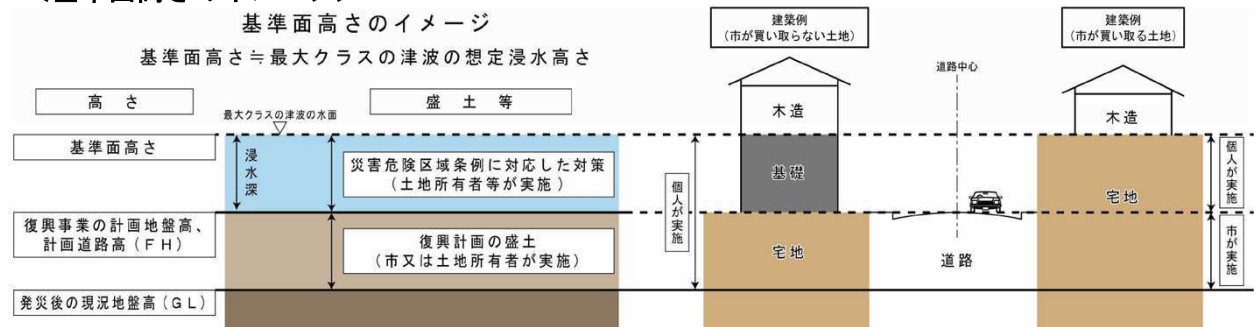 基準面高さのイメージ
基準面高さ≒最大クラスの津波の想定浸水高さ
高さ
盛土等
最大クラスの津波の水面
基準面高さ
浸水深
災害危険区域条例に対応した対策
(土地所有者等が実施)
復興事業の計画地盤高、
計画道路高(FH)
復興計画の盛土
(市又は土地所有者が実施)
発災後の現況地盤高(GL)
建築例
(市が買い取らない土地)
木造
基礎
宅地
個人が実施
道路中心
道路
建築例
(市が買い取る土地)
木造
宅地
個人が実施
市が実施